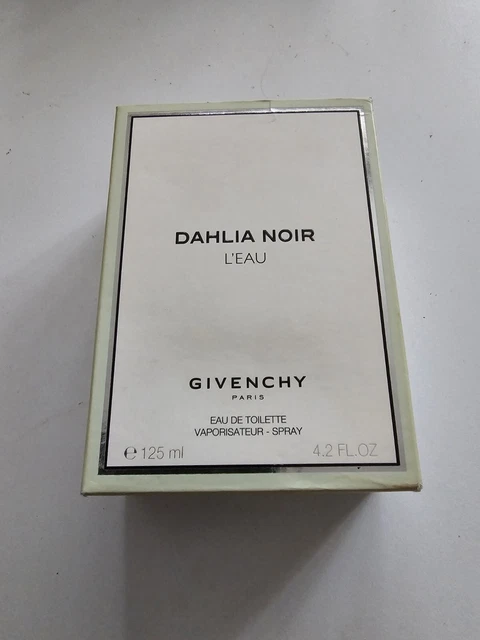 DAHLIA NOIR
L'EAU
GIVENCHY
PARIS
EAU DE TOILETTE
VAPORISATEUR - SPRAY
℮ 125 ml 4.2 FL.OZ